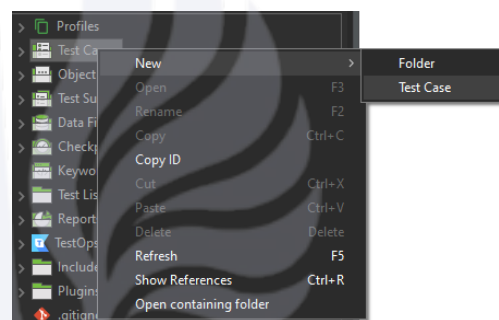 Profiles
Test Ca
New
Folder
Object
Open F3
Test Case
Test Su
Rename F2
Data Fi
Copy Ctrl+C
Checkp
Copy ID
Keywo
Cut Ctrl+X
Test Lis
Paste Ctrl+V
Report
Delete Delete
TestOps
Refresh F5
Include
Show References Ctrl+R
Plugins
Open containing folder
.gitign